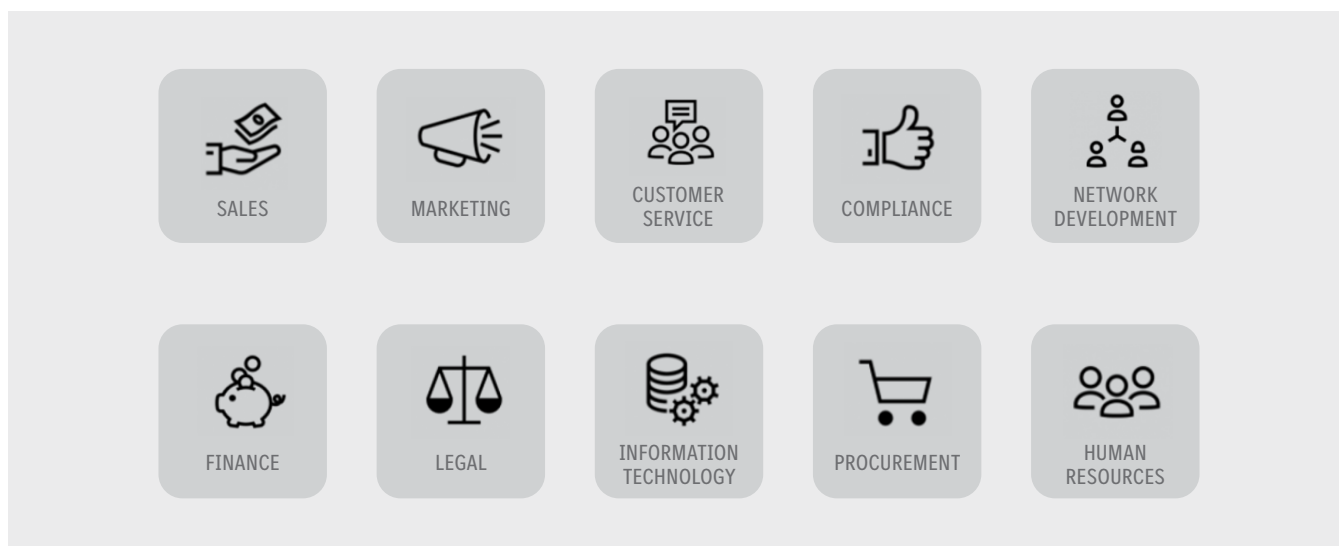 SALES
MARKETING
CUSTOMER
SERVICE
COMPLIANCE
NETWORK
DEVELOPMENT
FINANCE
LEGAL
INFORMATION
TECHNOLOGY
PROCUREMENT
HUMAN
RESOURCES